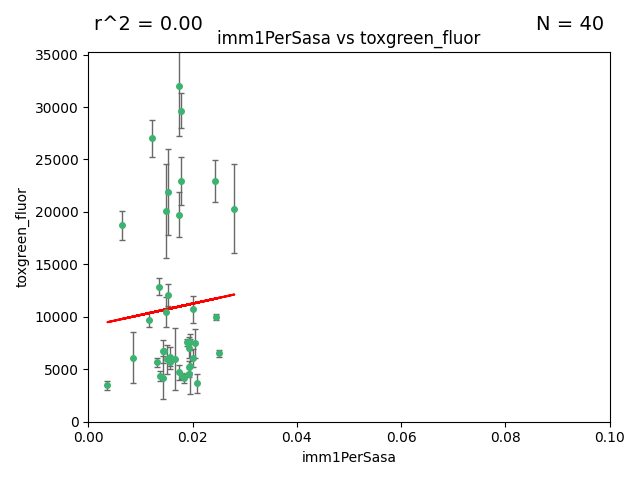 r^2 = 0.00
N = 40
imm1PerSasa vs toxgreen_fluor
toxgreen_fluor
35000
30000
25000
20000
15000
10000
5000
0
0.00
0.02
0.04
0.06
0.08
0.10
imm1PerSasa